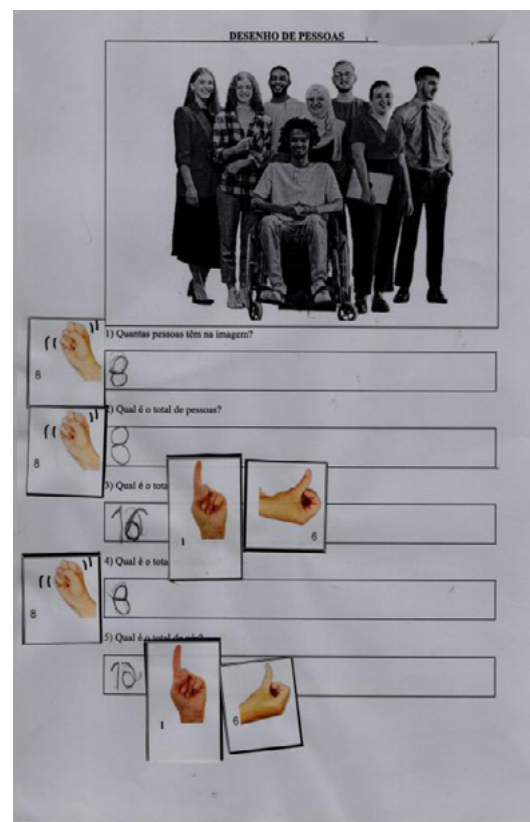 DESENHO DE PESSOAS
1) Quantas pessoas têm na imagem?
8
8
2) Qual é o total de pessoas?
8
8
3) Qual é o tota
16
1
6
4) Qual é o tota
8
8
5) Qual é o total de
1
6